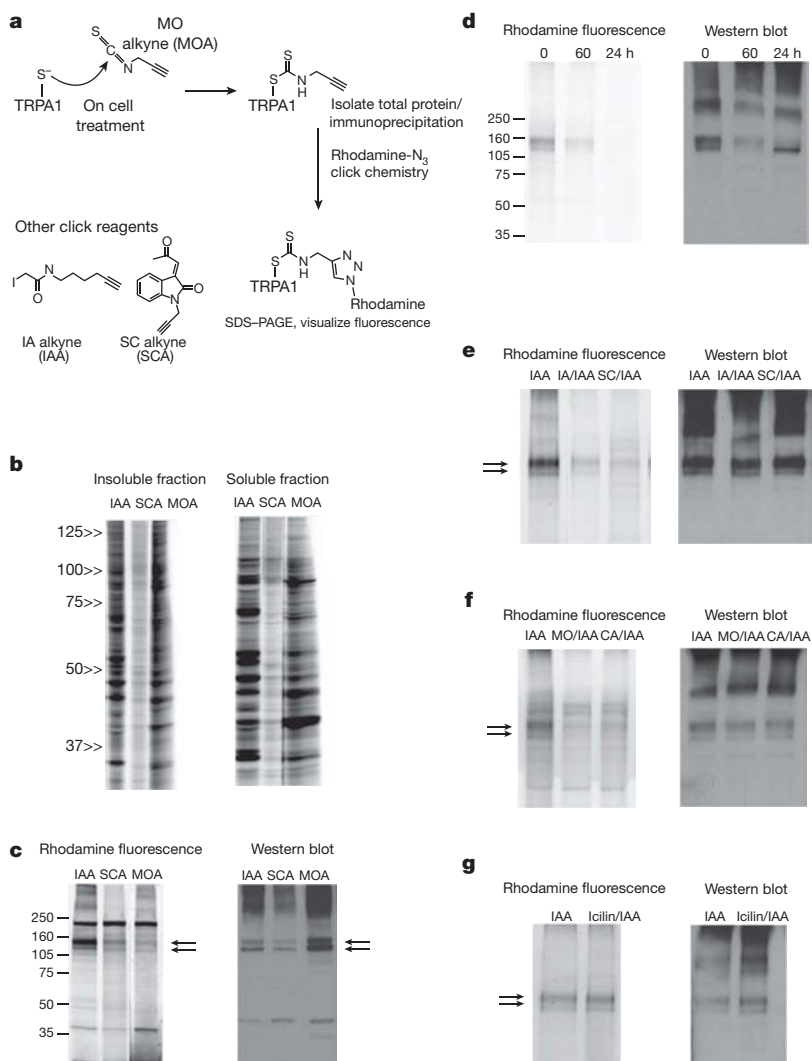 a
MO
alkyne (MOA)
S
C
N
S–
TRPA1
On cell
treatment
S
S
N
H
TRPA1
Isolate total protein/
immunoprecipitation
Rhodamine-N3
click chemistry
Other click reagents
I
O
N
H
IA alkyne
(IAA)
O
O
N
SC alkyne
(SCA)
S
S
N
H
TRPA1
N
N
N
Rhodamine
SDS–PAGE, visualize fluorescence
b
Insoluble fraction
Soluble fraction
IAA SCA MOA
IAA SCA MOA
125>>
100>>
75>>
50>>
37>>
c
Rhodamine fluorescence
Western blot
IAA SCA MOA
IAA SCA MOA
250
160
105
75
50
35
d
Rhodamine fluorescence
Western blot
0 60 24 h
0 60 24 h
250
160
105
75
50
35
e
Rhodamine fluorescence
Western blot
IAA IA/IAA SC/IAA
IAA IA/IAA SC/IAA
f
Rhodamine fluorescence
Western blot
IAA MO/IAA CA/IAA
IAA MO/IAA CA/IAA
g
Rhodamine fluorescence
Western blot
IAA Icilin/IAA
IAA Icilin/IAA